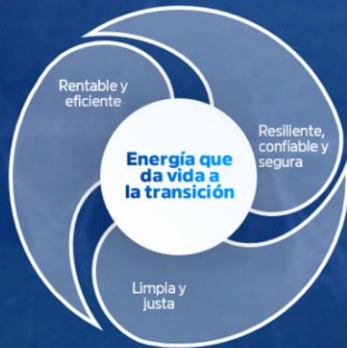 Rentable y
eficiente
Resiliente,
confiable y
segura
Energía que
da vida a
la transición
Limpia y
justa